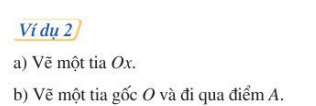 Ví dụ 2
a) Vẽ một tia Ox.
b) Vẽ một tia gốc O và đi qua điểm A.